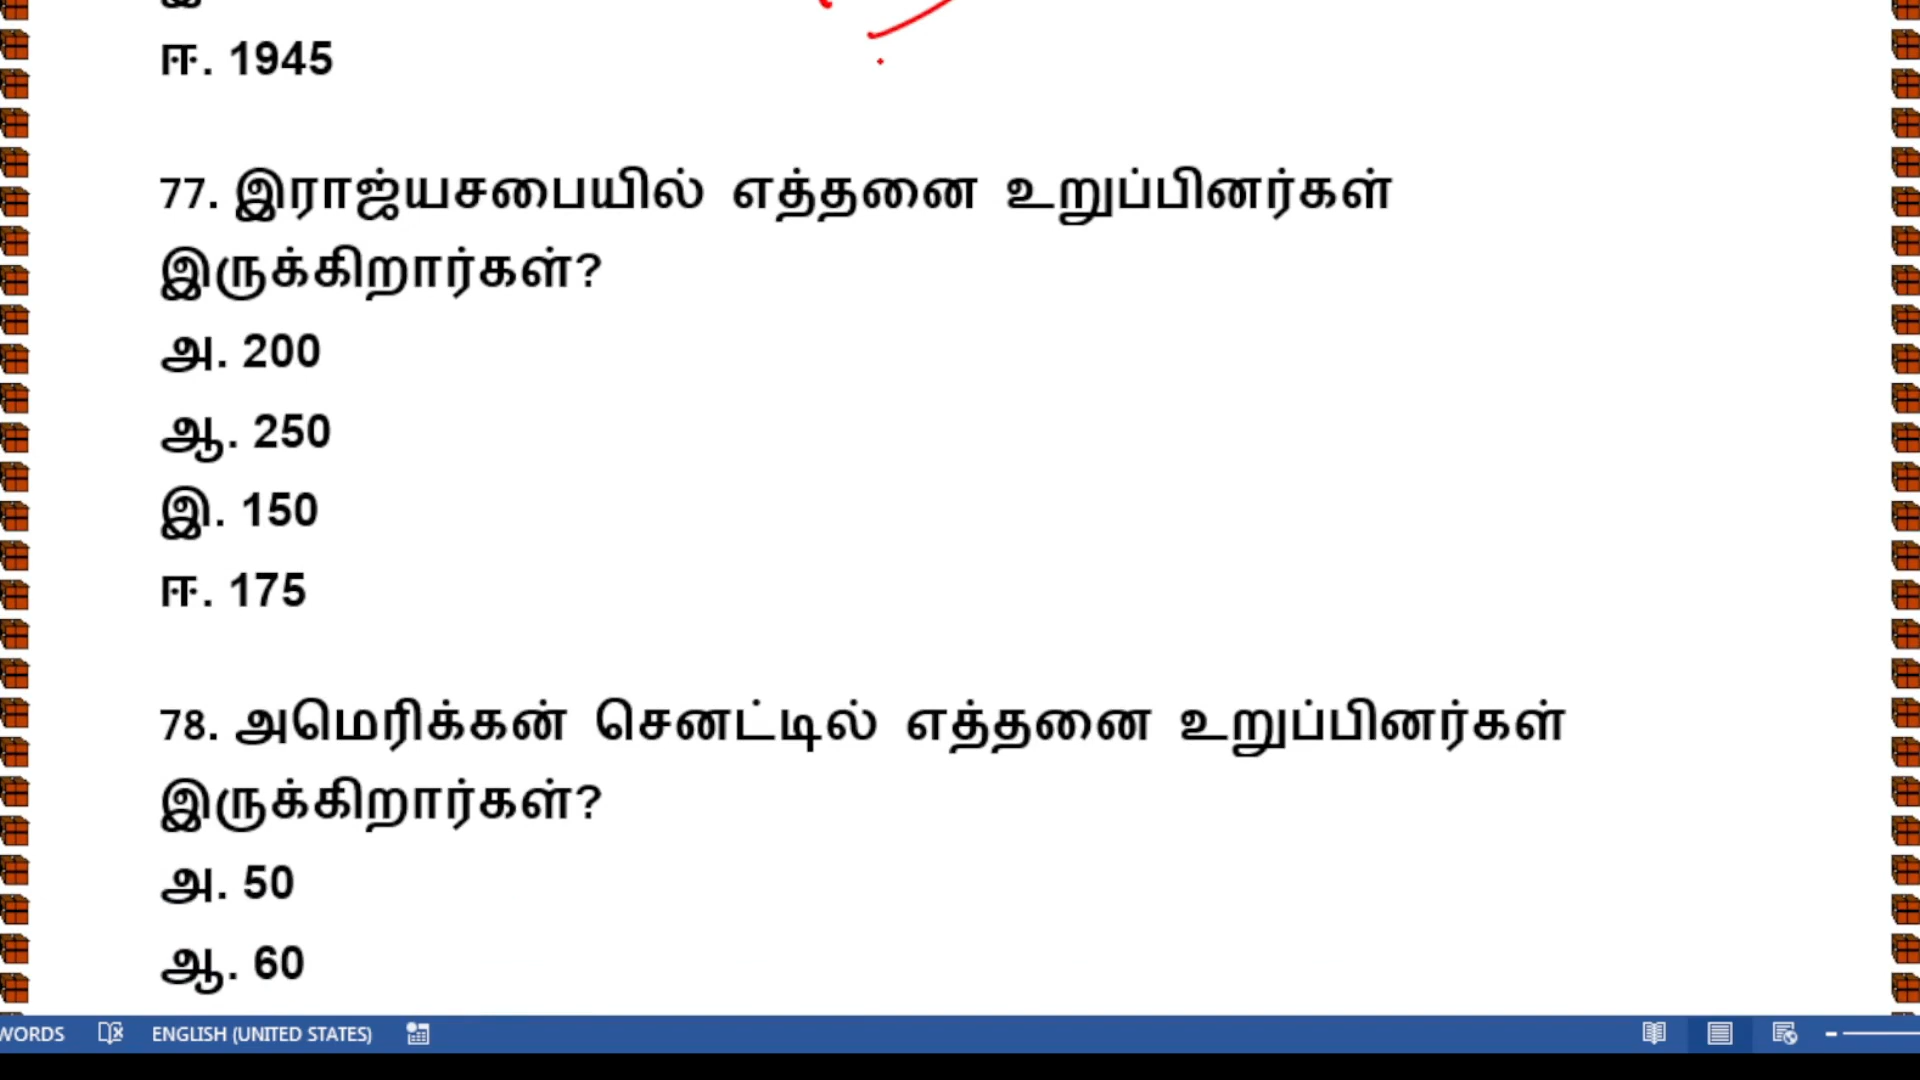 ஈ. 1945
77. இராஜ்யசபையில் எத்தனை உறுப்பினர்கள்
இருக்கிறார்கள்?
அ. 200
ஆ. 250
இ. 150
ஈ. 175
78. அமெரிக்கன் செனட்டில் எத்தனை உறுப்பினர்கள்
இருக்கிறார்கள்?
அ. 50
ஆ. 60
WORDS ENGLISH (UNITED STATES)